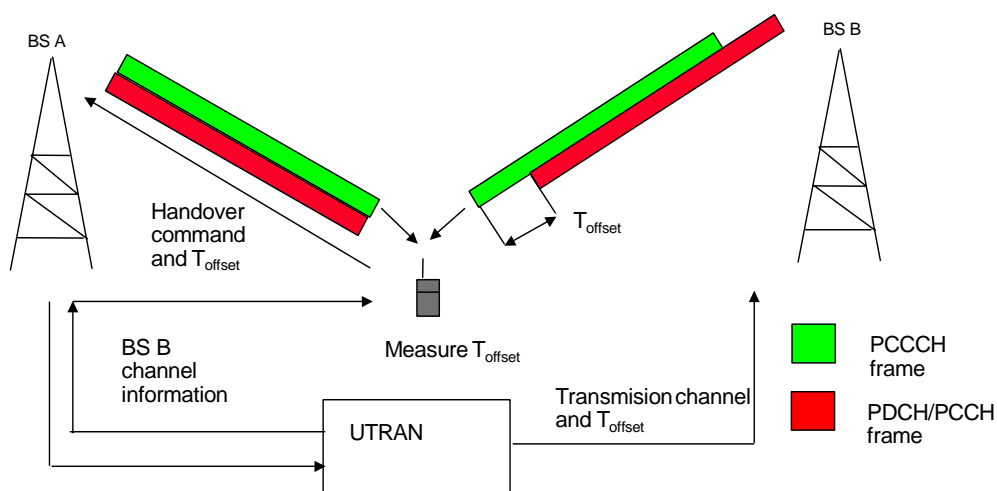 BS A
BS B
Handover
command
and Toffset
Toffset
Measure Toffset
BS B
channel
information
UTRAN
Transmision channel
and Toffset
PCCCH
frame
PDCH/PCCH
frame